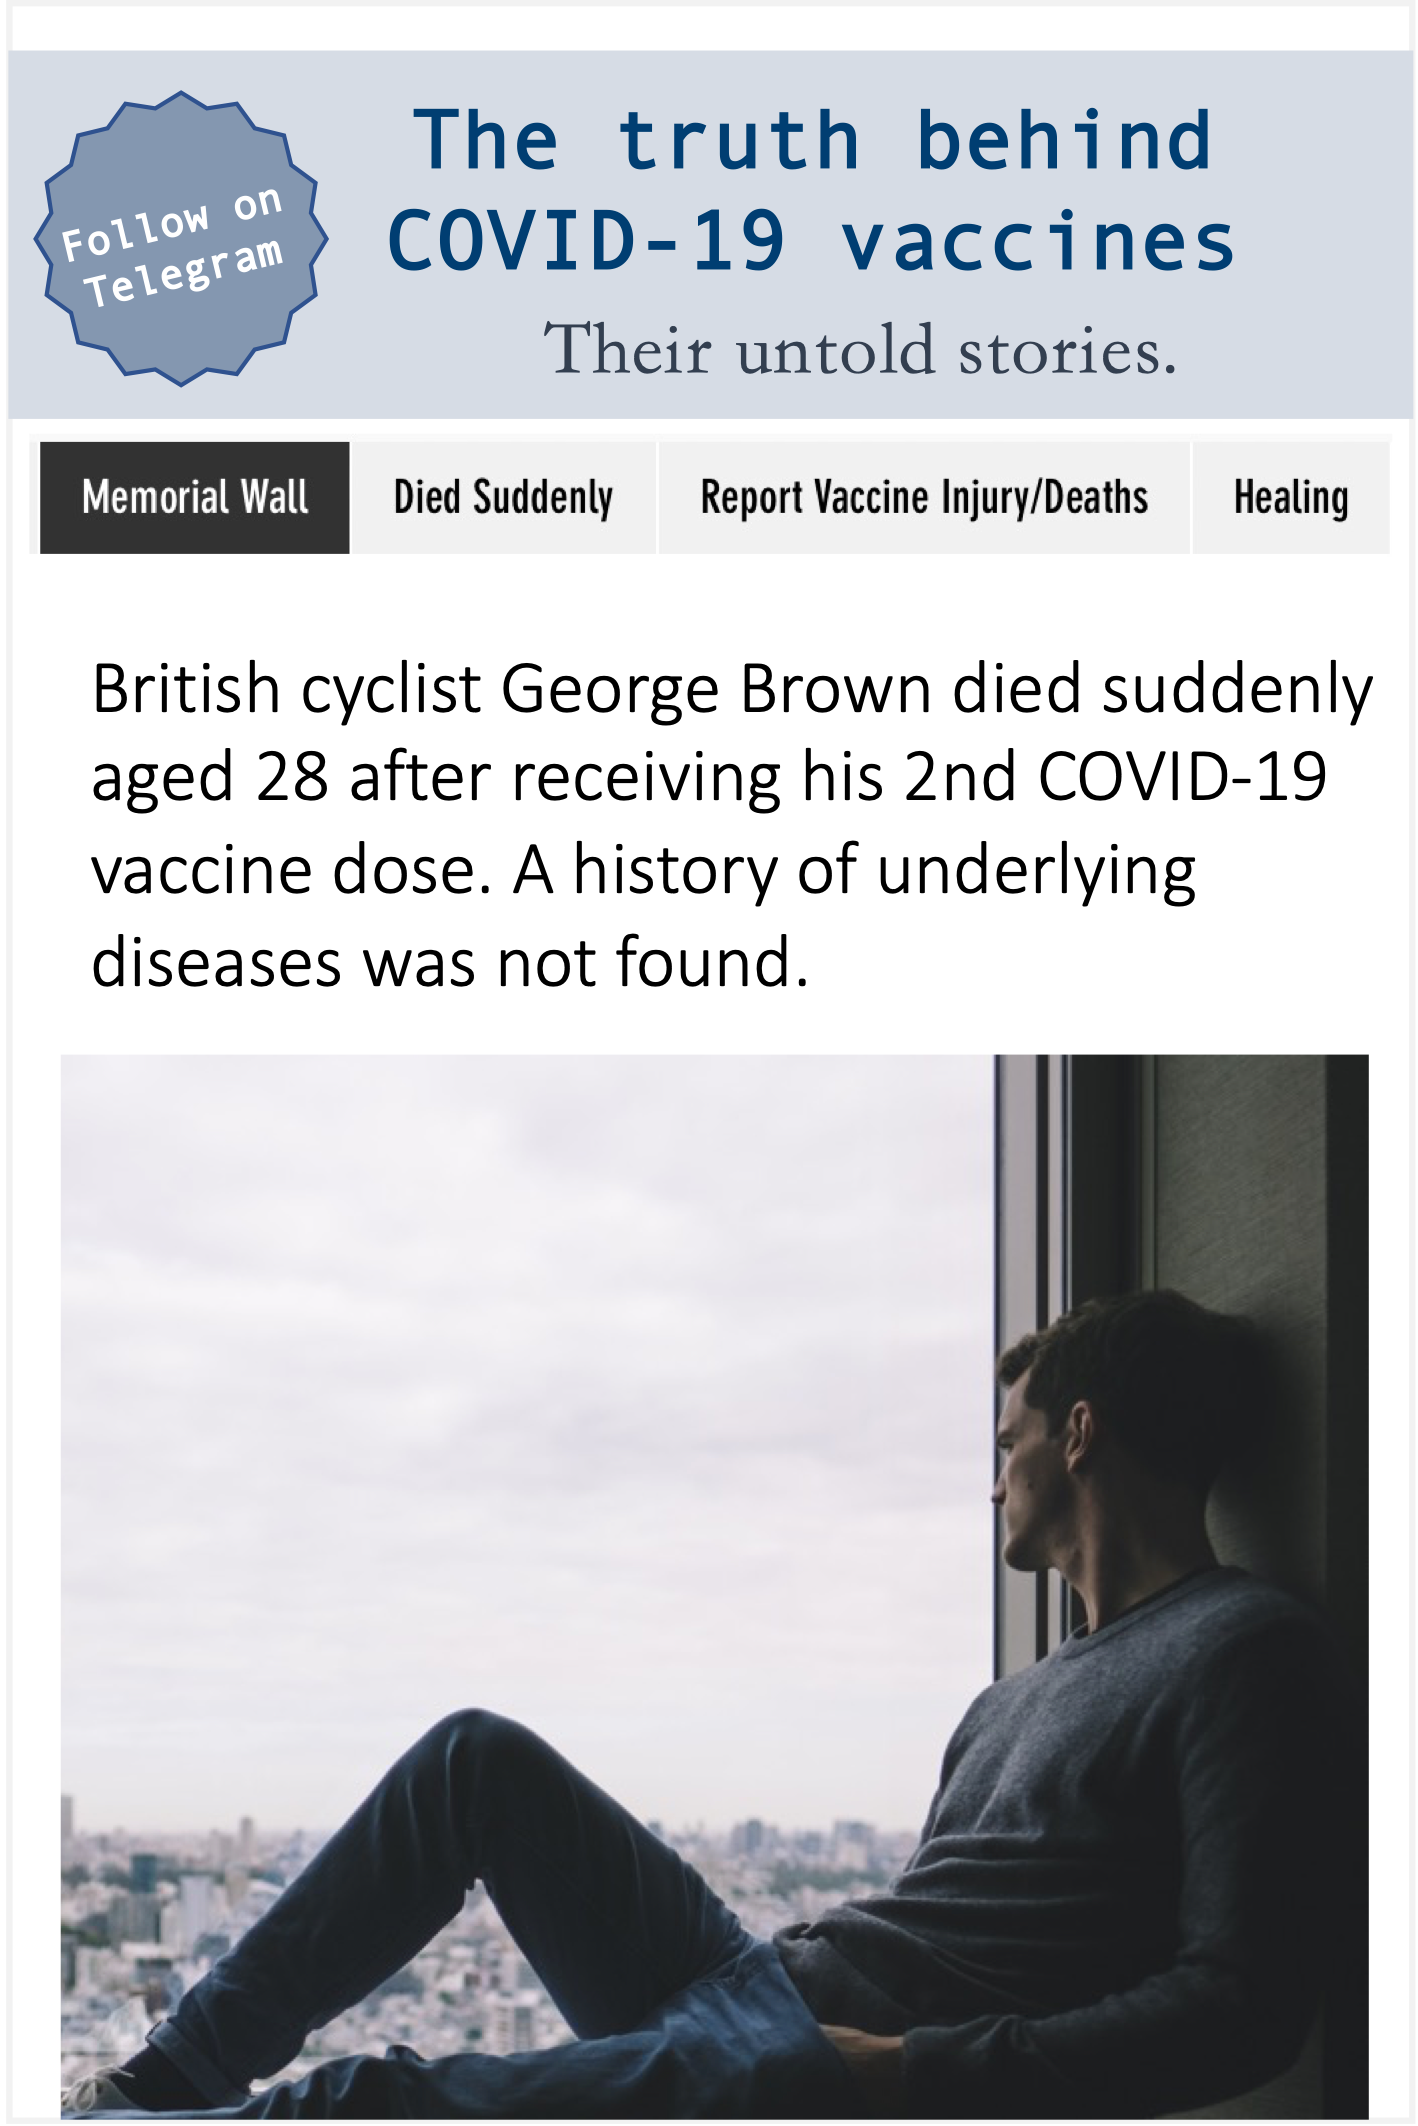 The truth behind
COVID-19 vaccines
Their untold stories.
Follow on
Telegram
Memorial Wall
Died Suddenly
Report Vaccine Injury/Deaths
Healing
British cyclist George Brown died suddenly
aged 28 after receiving his 2nd COVID-19
vaccine dose. A history of underlying
diseases was not found.